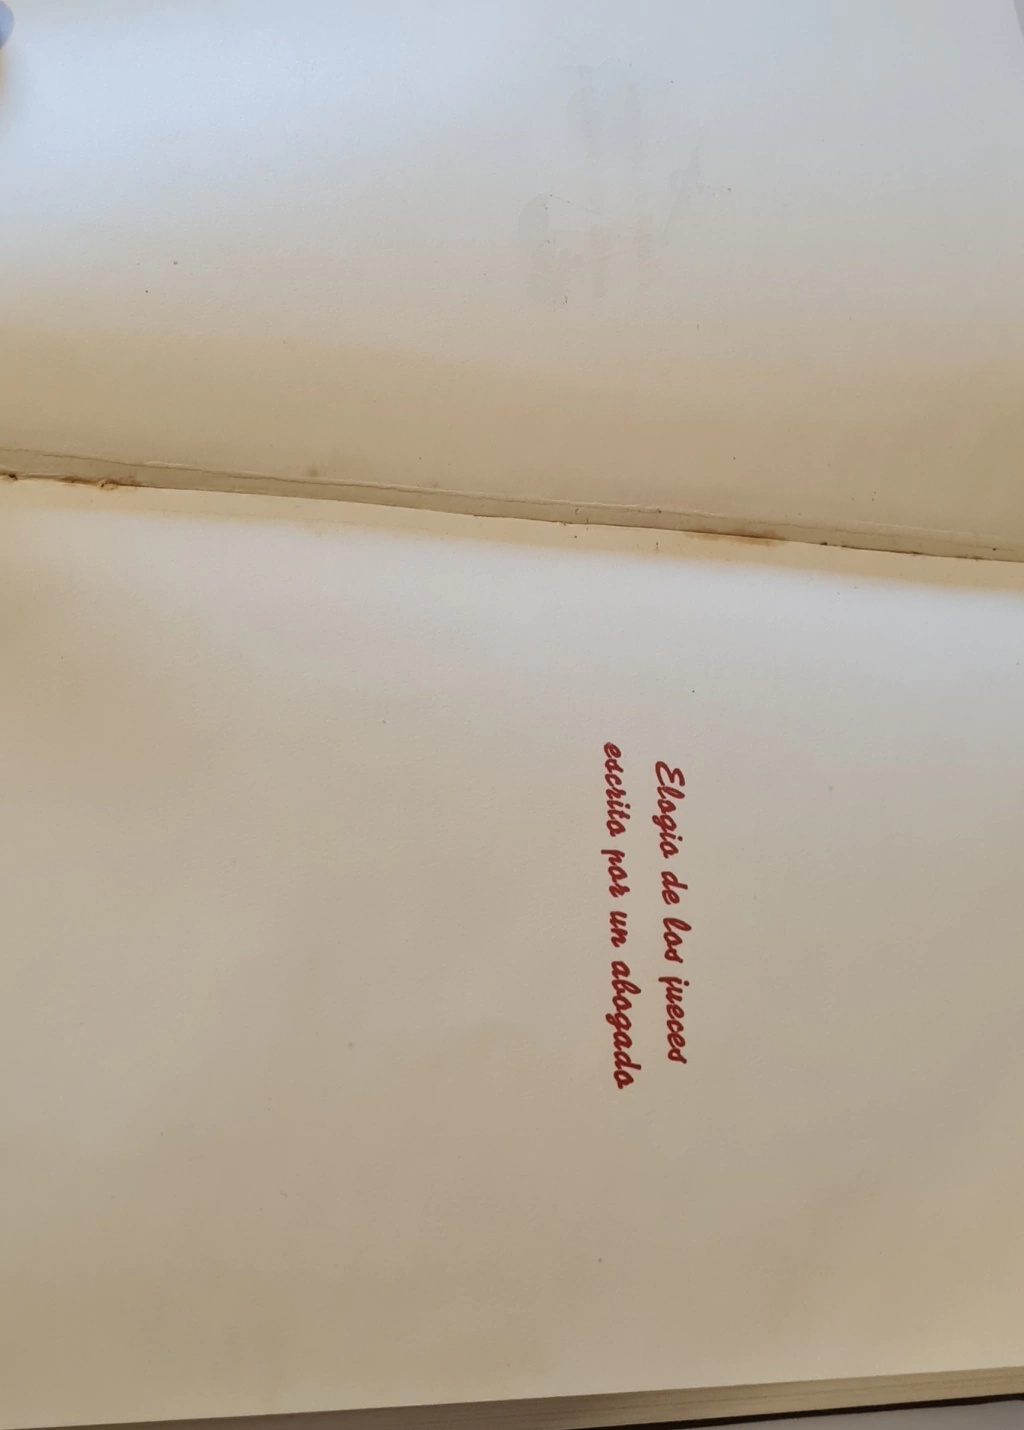 Elogio de los jueces
escrito por un abogado